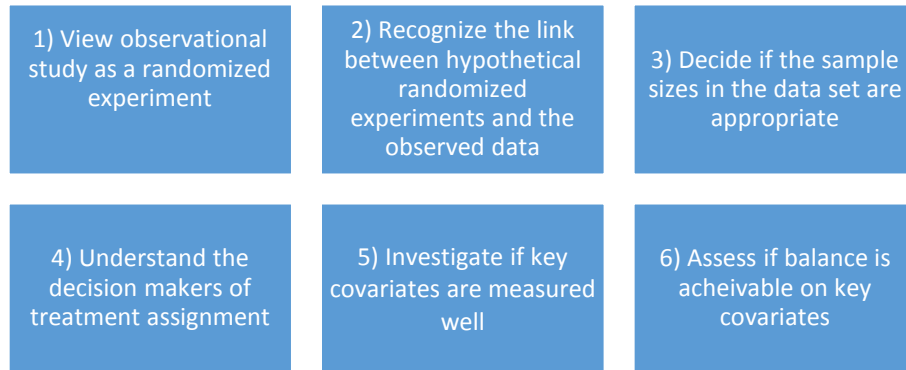 1) View observational
study as a randomized
experiment
2) Recognize the link
between hypothetical
randomized
experiments and the
observed data
3) Decide if the sample
sizes in the data set are
appropriate
4) Understand the
decision makers of
treatment assignment
5) Investigate if key
covariates are measured
well
6) Assess if balance is
acheivable on key
covariates